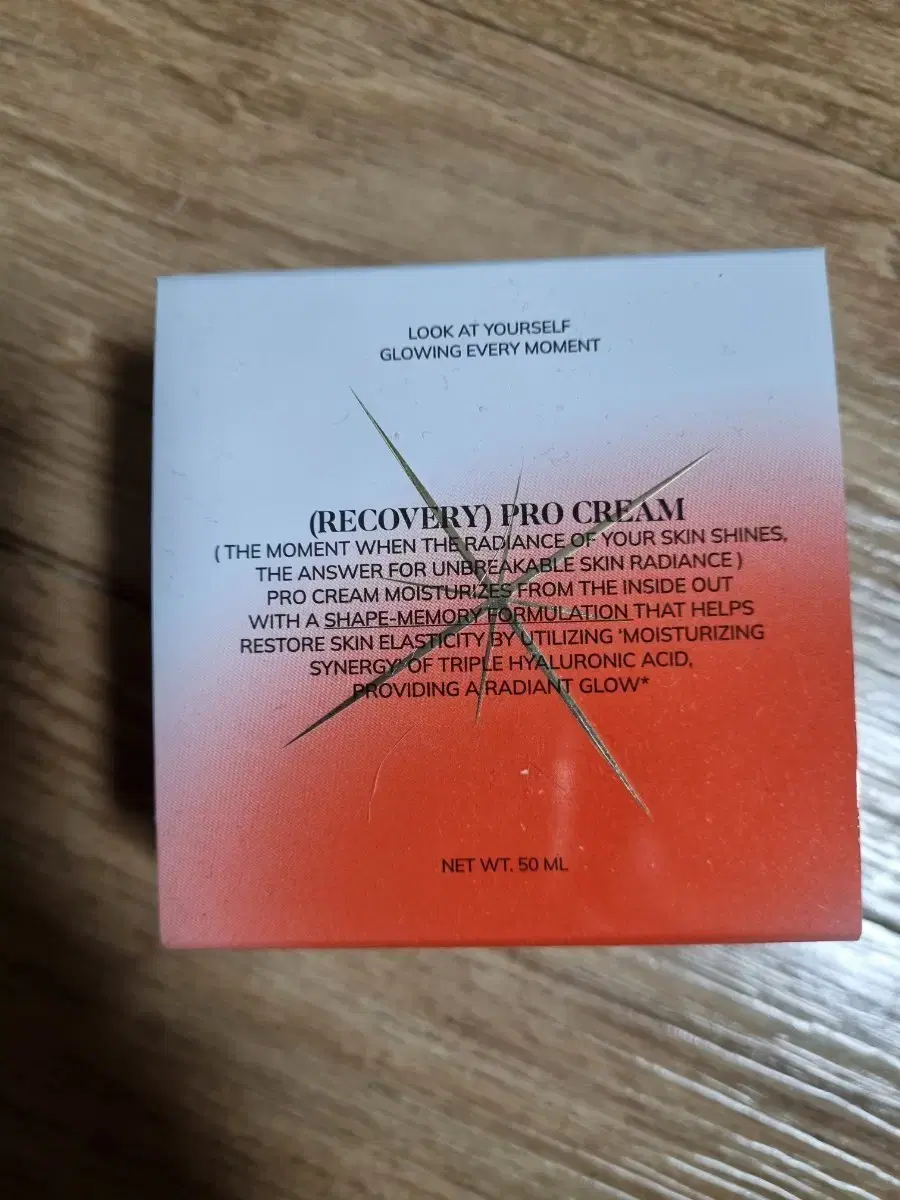 LOOK AT YOURSELF
GLOWING EVERY MOMENT
(RECOVERY) PRO CREAM
( THE MOMENT WHEN THE RADIANCE OF YOUR SKIN SHINES,
THE ANSWER FOR UNBREAKABLE SKIN RADIANCE )
PRO CREAM MOISTURIZES FROM THE INSIDE OUT
WITH A SHAPE-MEMORY FORMULATION THAT HELPS
RESTORE SKIN ELASTICITY BY UTILIZING 'MOISTURIZING
SYNERGY' OF TRIPLE HYALURONIC ACID,
PROVIDING A RADIANT GLOW*
NET WT. 50 ML